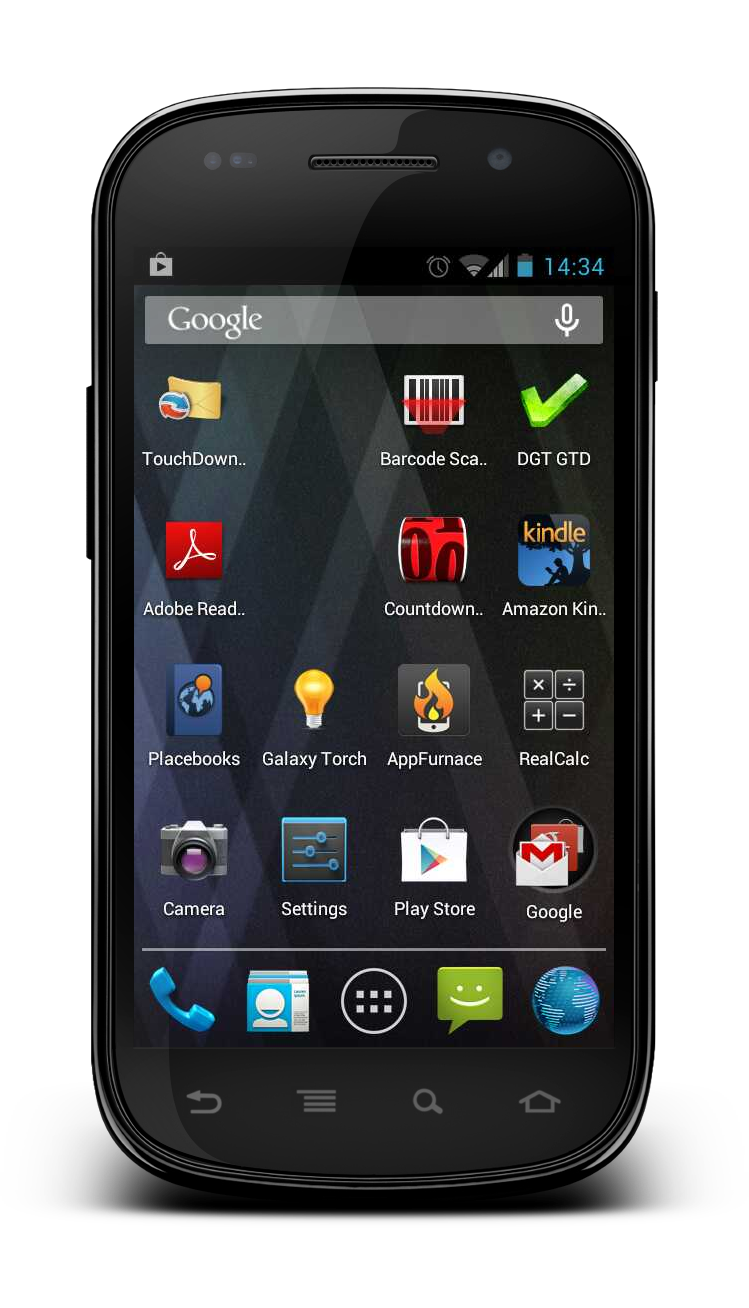 14:34
Google
TouchDown..
Barcode Sca..
DGT GTD
kindle
Adobe Read..
Countdown..
Amazon Kin..
Placebooks
Galaxy Torch
AppFurnace
RealCalc
Camera
Settings
Play Store
Google